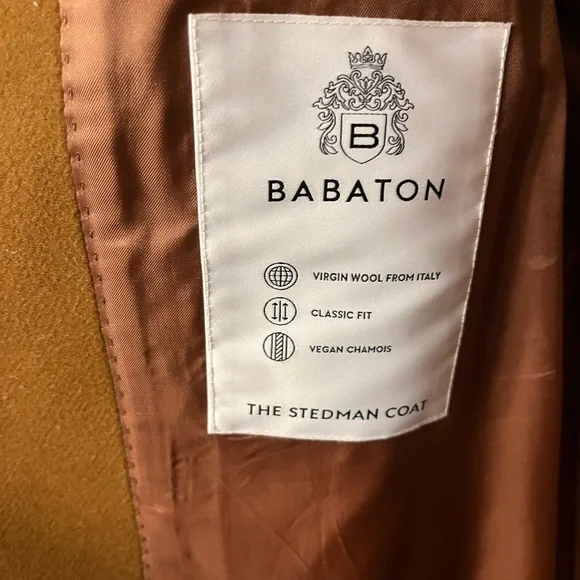 B
BABATON
VIRGIN WOOL FROM ITALY
CLASSIC FIT
VEGAN CHAMOIS
THE STEDMAN COAT